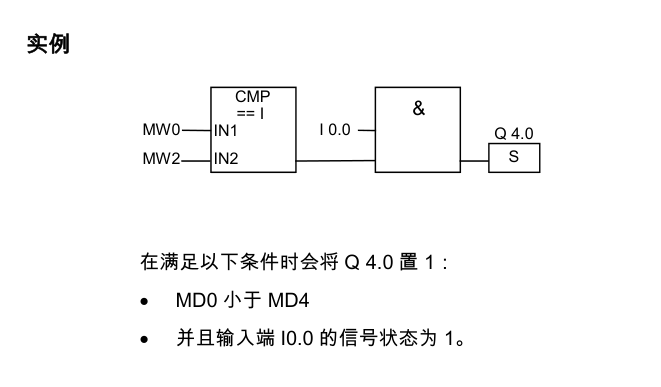 实例
CMP
== I
MW0 IN1
MW2 IN2
I 0.0
&
Q 4.0
S
在满足以下条件时会将 Q 4.0 置 1：
• MD0 小于 MD4
• 并且输入端 I0.0 的信号状态为 1。